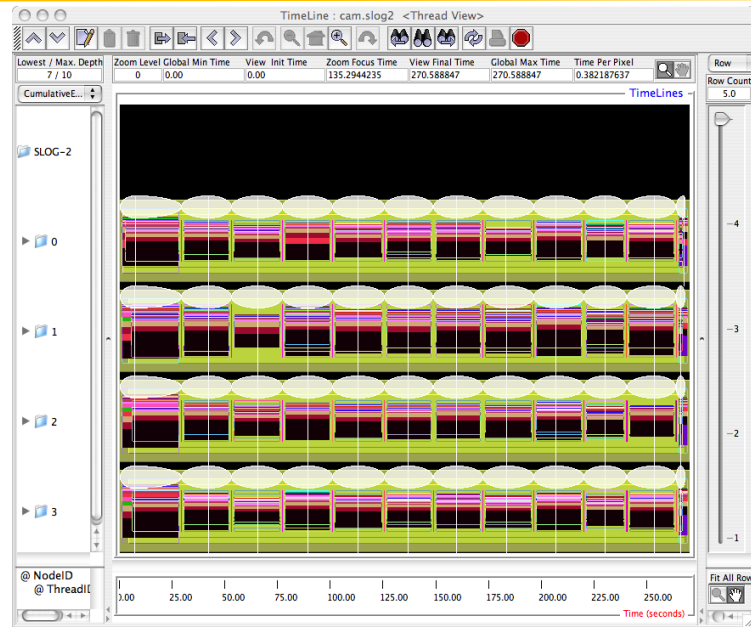 TimeLine : cam.slog2 <Thread View>
Lowest / Max. Depth Zoom Level Global Min Time View Init Time Zoom Focus Time View Final Time Global Max Time Time Per Pixel Row
7 / 10 0 0.00 0.00 135.2944235 270.588847 270.588847 0.382187637 Row Count
CumulativeE... 5.0
TimeLines
SLOG-2
0
1
2
3
4
3
2
1
@ NodeID
@ ThreadI
Fit All Row
0.00 25.00 50.00 75.00 100.00 125.00 150.00 175.00 200.00 225.00 250.00
Time (seconds)